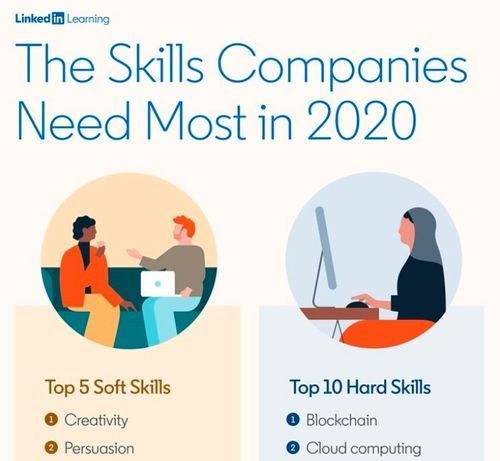 Linkedin Learning
The Skills Companies
Need Most in 2020
Top 5 Soft Skills
1 Creativity
2 Persuasion
Top 10 Hard Skills
1 Blockchain
2 Cloud computing